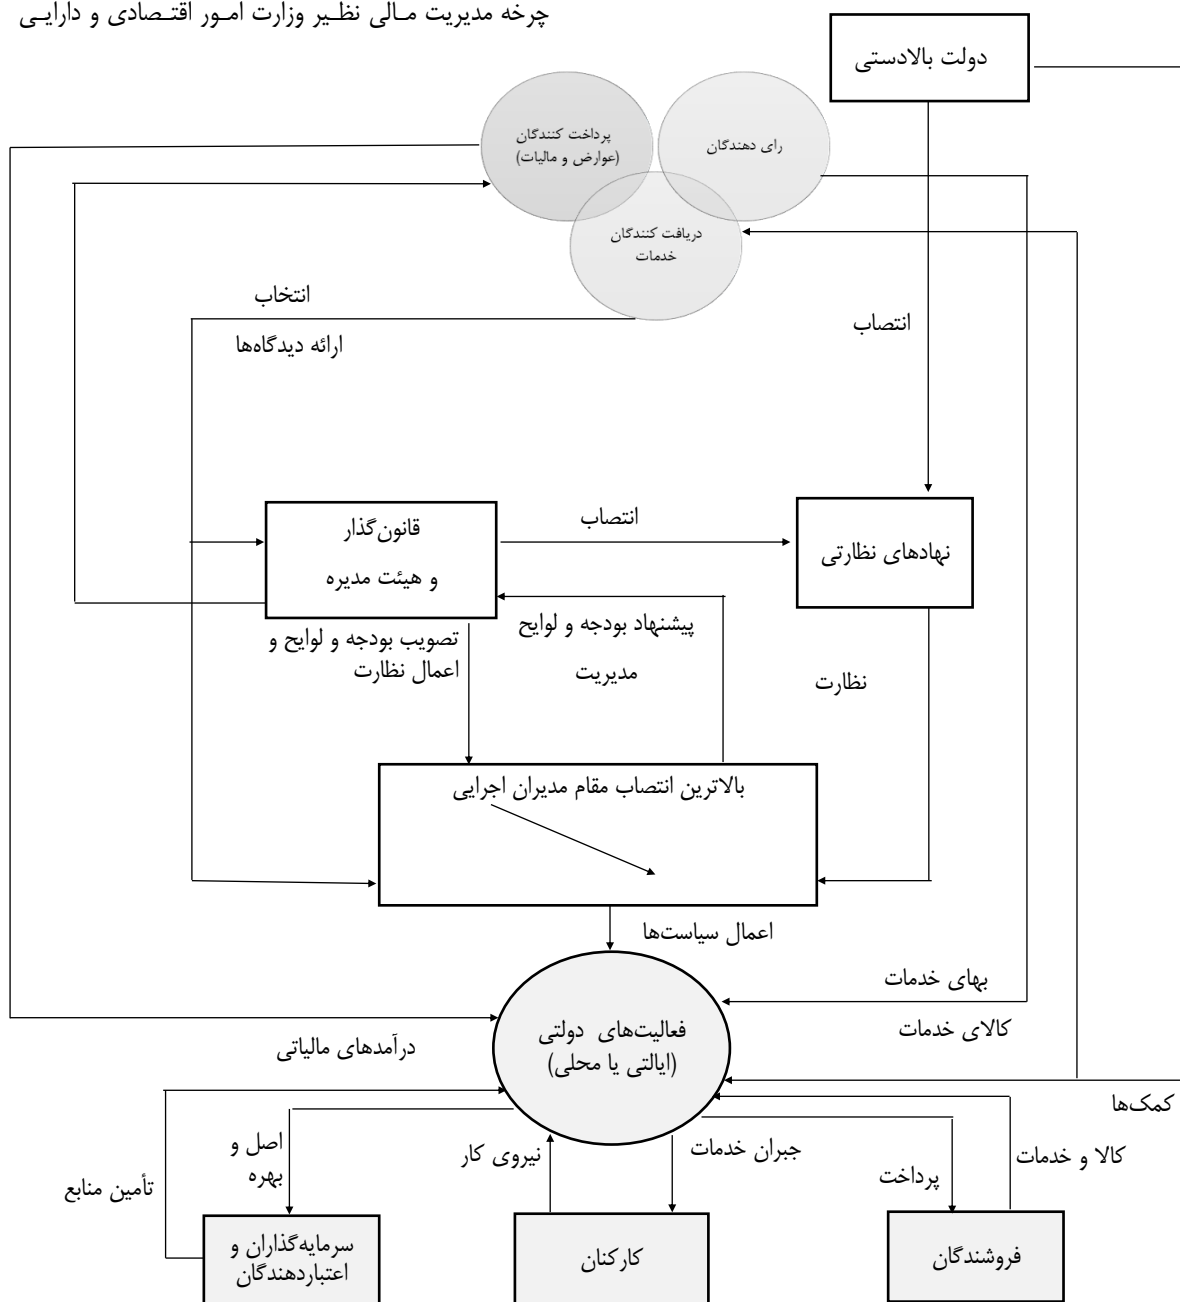 چرخه مدیریت مـالی نظـیر وزارت امـور اقتـصادی و دارایـی
دولت بالادستی
پرداخت کنندگان
(عوارض و مالیات)
رای دهندگان
دریافت کنندگان
خدمات
انتخاب
ارائه دیدگاه‌ها
انتصاب
قانون‌گذار
و هیئت مدیره
انتصاب
نهادهای نظارتی
تصویب بودجه و لوایح و
اعمال نظارت
پیشنهاد بودجه و لوایح
مدیریت
نظارت
بالاترین انتصاب مقام مدیران اجرایی
اعمال سیاست‌ها
بهای خدمات
کالای خدمات
فعالیت‌های دولتی
(ایالتی یا محلی)
درآمدهای مالیاتی
کمک‌ها
کالا و خدمات
پرداخت
جبران خدمات
نیروی کار
اصل و
بهره
تأمین منابع
فروشندگان
کارکنان
سرمایه‌گذاران و
اعتباردهندگان